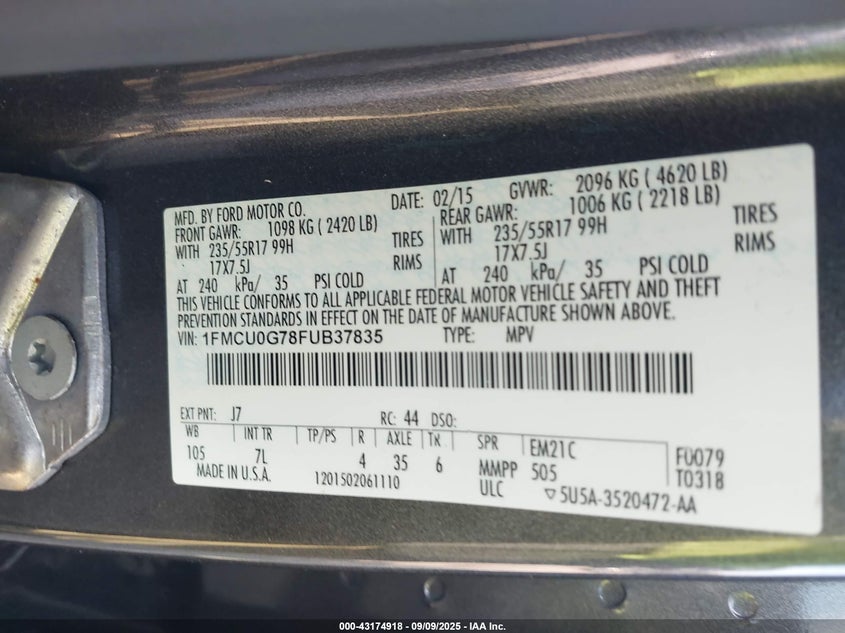 MFD. BY FORD MOTOR CO. DATE: 02/15 GVWR: 2096 KG ( 4620 LB)
FRONT GAWR: 1098 KG ( 2420 LB) REAR GAWR: 1006 KG ( 2218 LB)
WITH 235/55R17 99H TIRES WITH 235/55R17 99H TIRES
17X7.5J RIMS 17X7.5J RIMS
AT 240 kPa/ 35 PSI COLD AT 240 kPa/ 35 PSI COLD
THIS VEHICLE CONFORMS TO ALL APPLICABLE FEDERAL MOTOR VEHICLE SAFETY AND THEFT
PREVENTION STANDARDS IN EFFECT ON THE DATE OF MANUFACTURE SHOWN ABOVE.
VIN: 1FMCU0G78FUB37835 TYPE: MPV
EXT PNT: J7 RC: 44 DSO:
WB INT TR TP/PS R AXLE TR SPR EM21C F0079
105 7L 4 35 6 MMPP 505 T0318
MADE IN U.S.A. 1201502061110 ULC ▽5U5A-3520472-AA
000-43174918 - 09/09/2025 - IAA Inc.